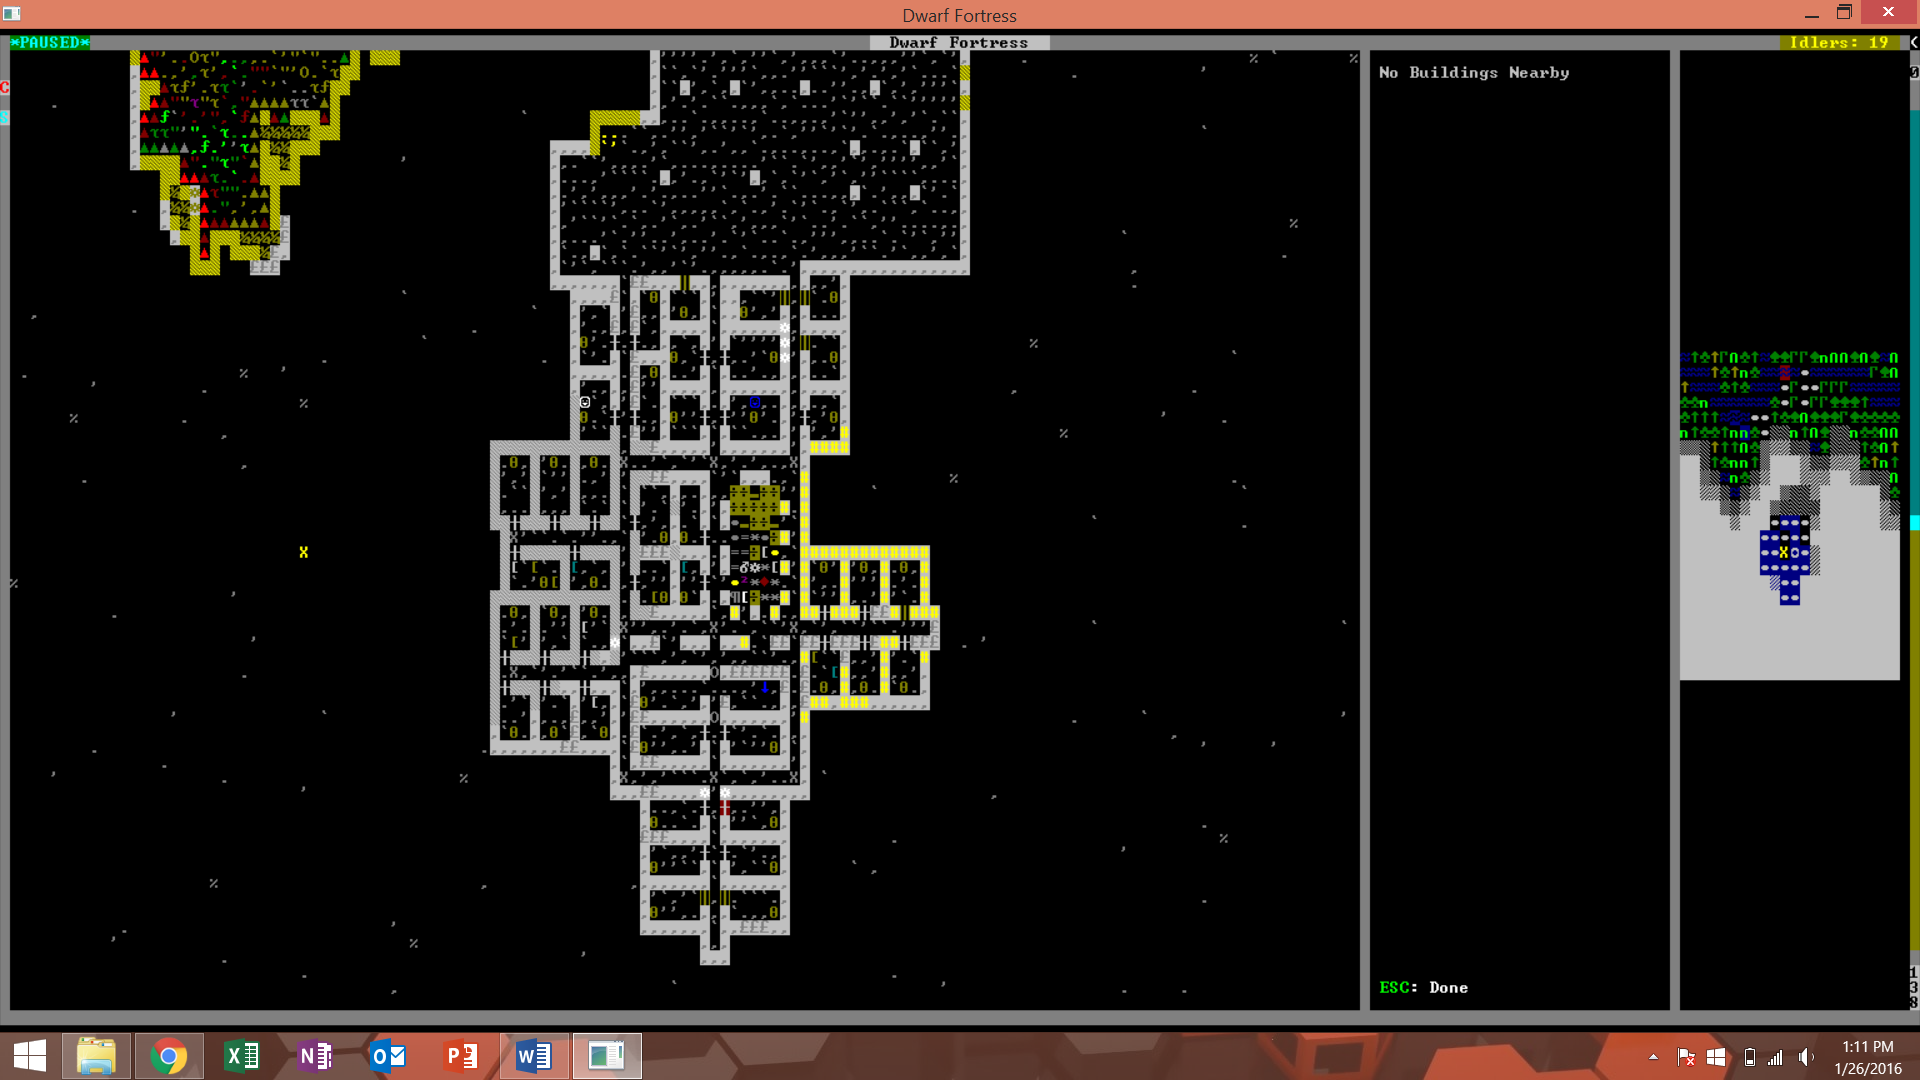 Dwarf Fortress
*PAUSED*
Dwarf Fortress
Idlers: 19
No Buildings Nearby
ESC: Done
1:11 PM
1/26/2016